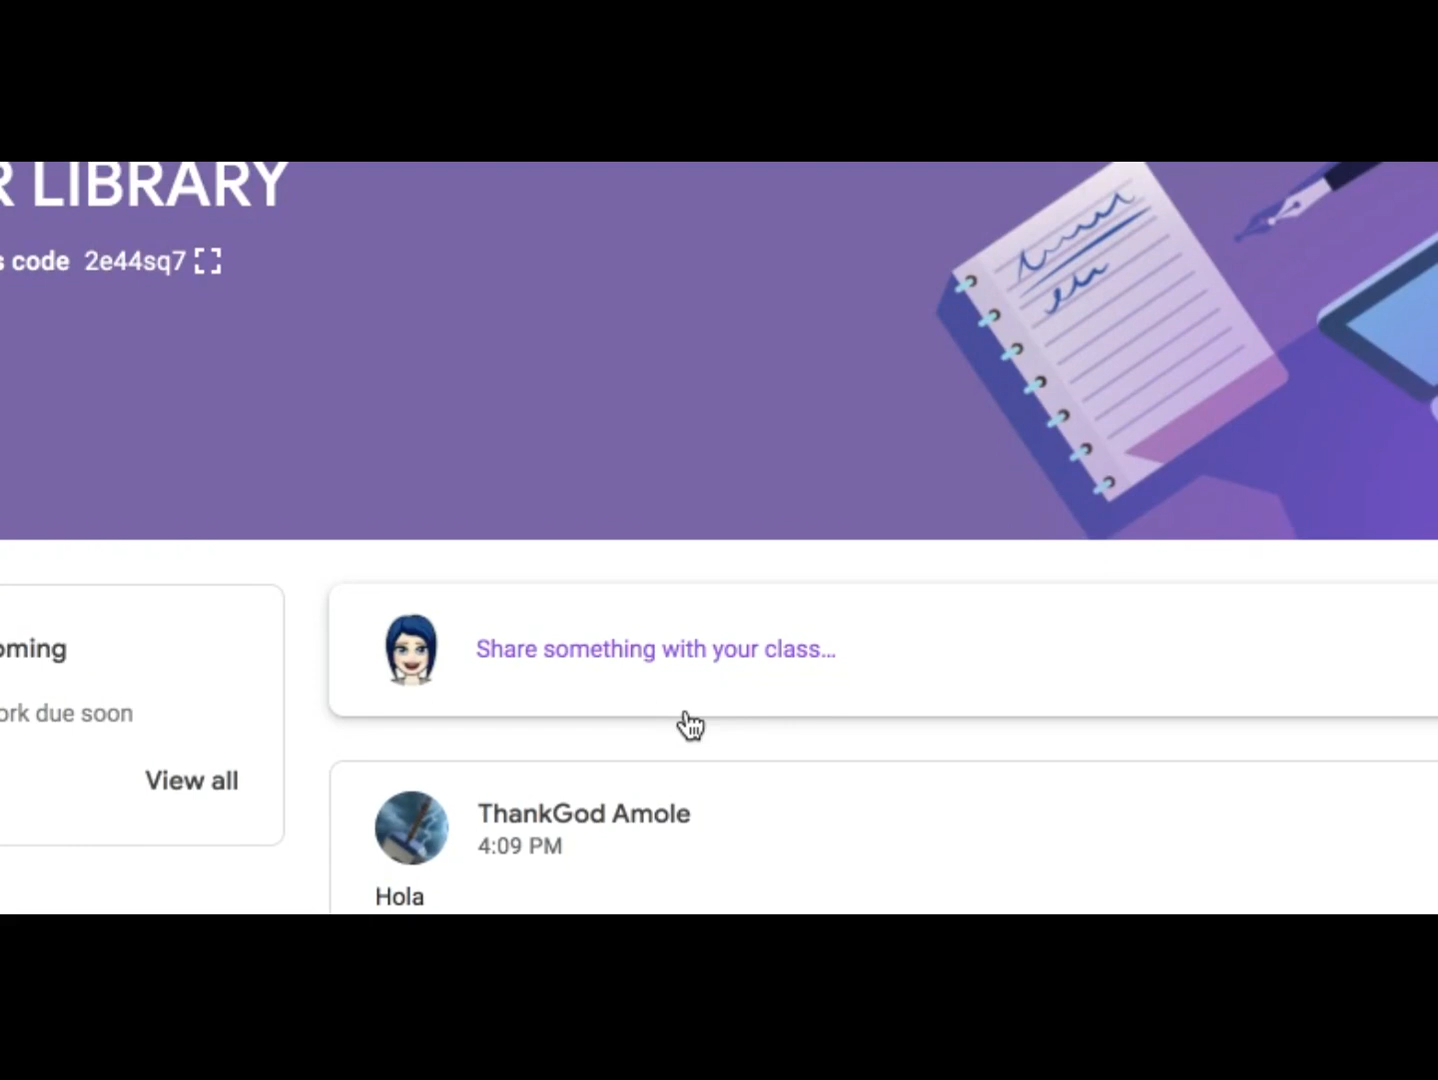 R LIBRARY
s code 2e44sq7
Share something with your class...
oming
ork due soon
View all
ThankGod Amole
4:09 PM
Hola